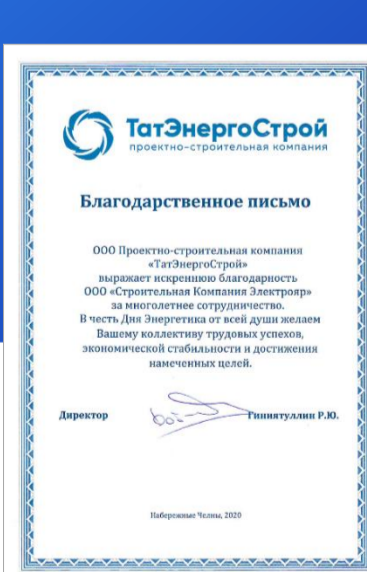 ТатЭнергоСтрой
проектно-строительная компания
Благодарственное письмо
ООО Проектно-строительная компания
«ТатЭнергоСтрой»
выражает искреннюю благодарность
ООО «Строительная Компания Электрояр»
за многолетнее сотрудничество.
В честь Дня Энергетика от всей души желаем
Вашему коллективу трудовых успехов,
экономической стабильности и достижения
намеченных целей.
Директор Гиниятуллин Р.Ю.
Набережные Челны, 2020